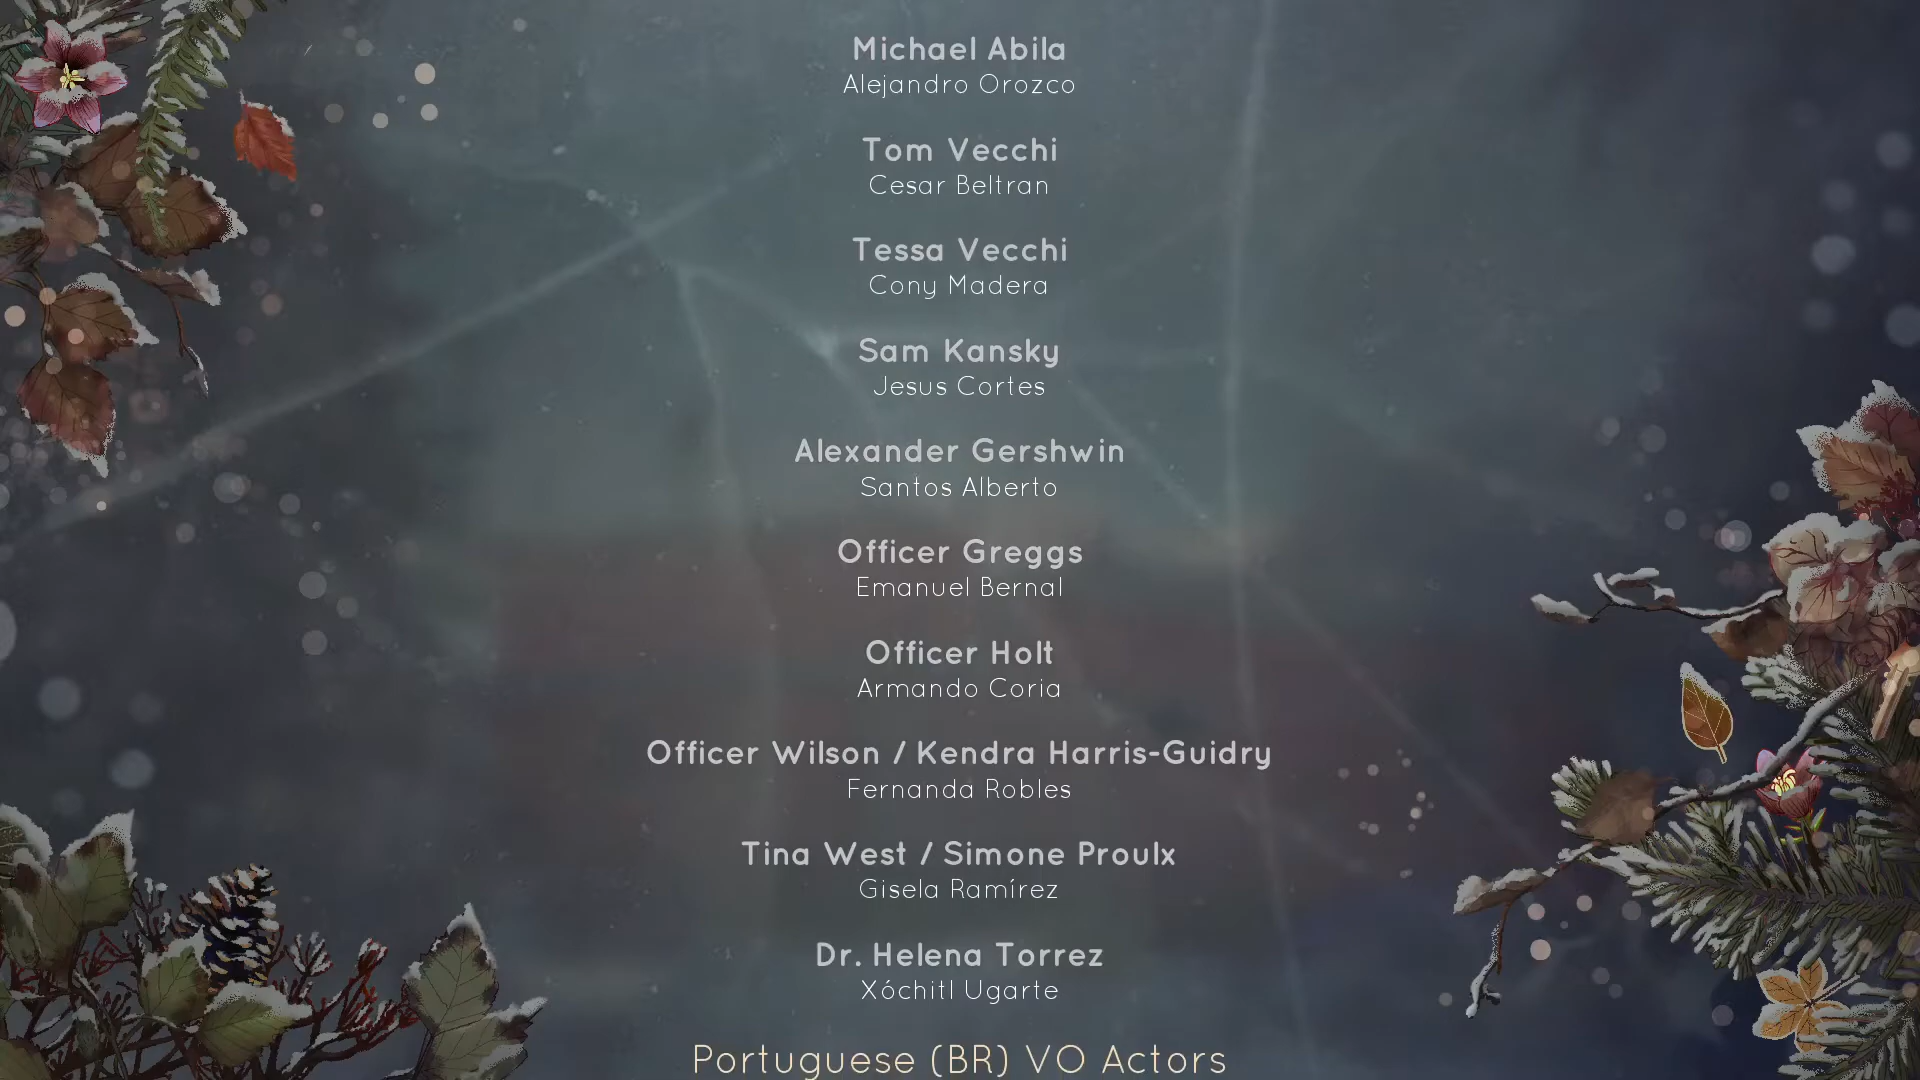 Michael Abila
Alejandro Orozco
Tom Vecchi
Cesar Beltran
Tessa Vecchi
Cony Madera
Sam Kansky
Jesus Cortes
Alexander Gershwin
Santos Alberto
Officer Greggs
Emanuel Bernal
Officer Holt
Armando Coria
Officer Wilson / Kendra Harris-Guidry
Fernanda Robles
Tina West / Simone Proulx
Gisela Ramírez
Dr. Helena Torrez
Xóchitl Ugarte
Portuguese (BR) VO Actors